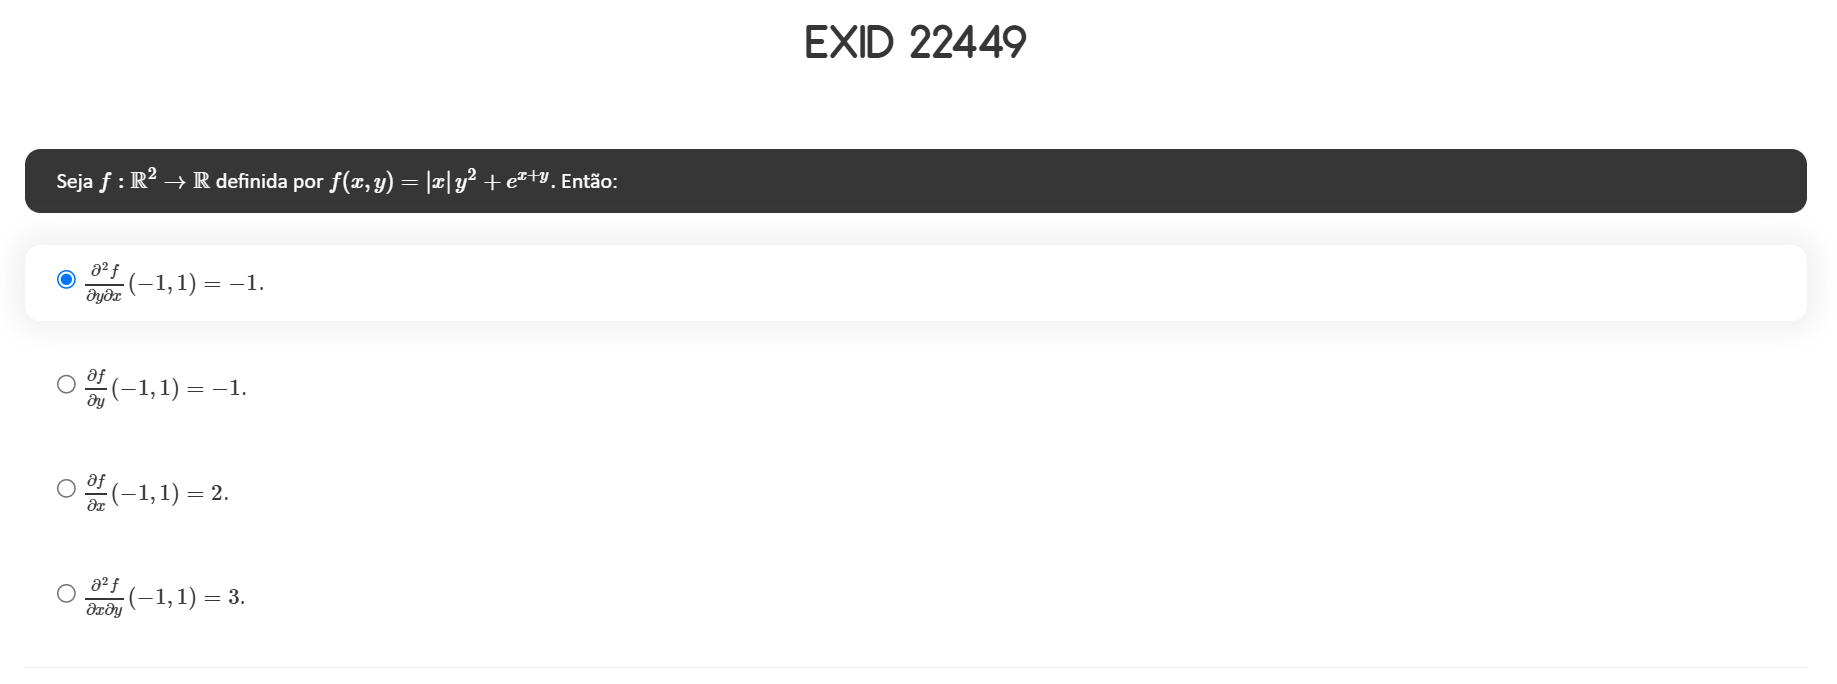 EXID 22449
Seja $f : \mathbb{R}^2 \to \mathbb{R}$ definida por $f(x, y) = |x| y^2 + e^{x+y}$. Então:
$\frac{\partial^2 f}{\partial y \partial x}(-1, 1) = -1.$
$\frac{\partial f}{\partial y}(-1, 1) = -1.$
$\frac{\partial f}{\partial x}(-1, 1) = 2.$
$\frac{\partial^2 f}{\partial x \partial y}(-1, 1) = 3.$